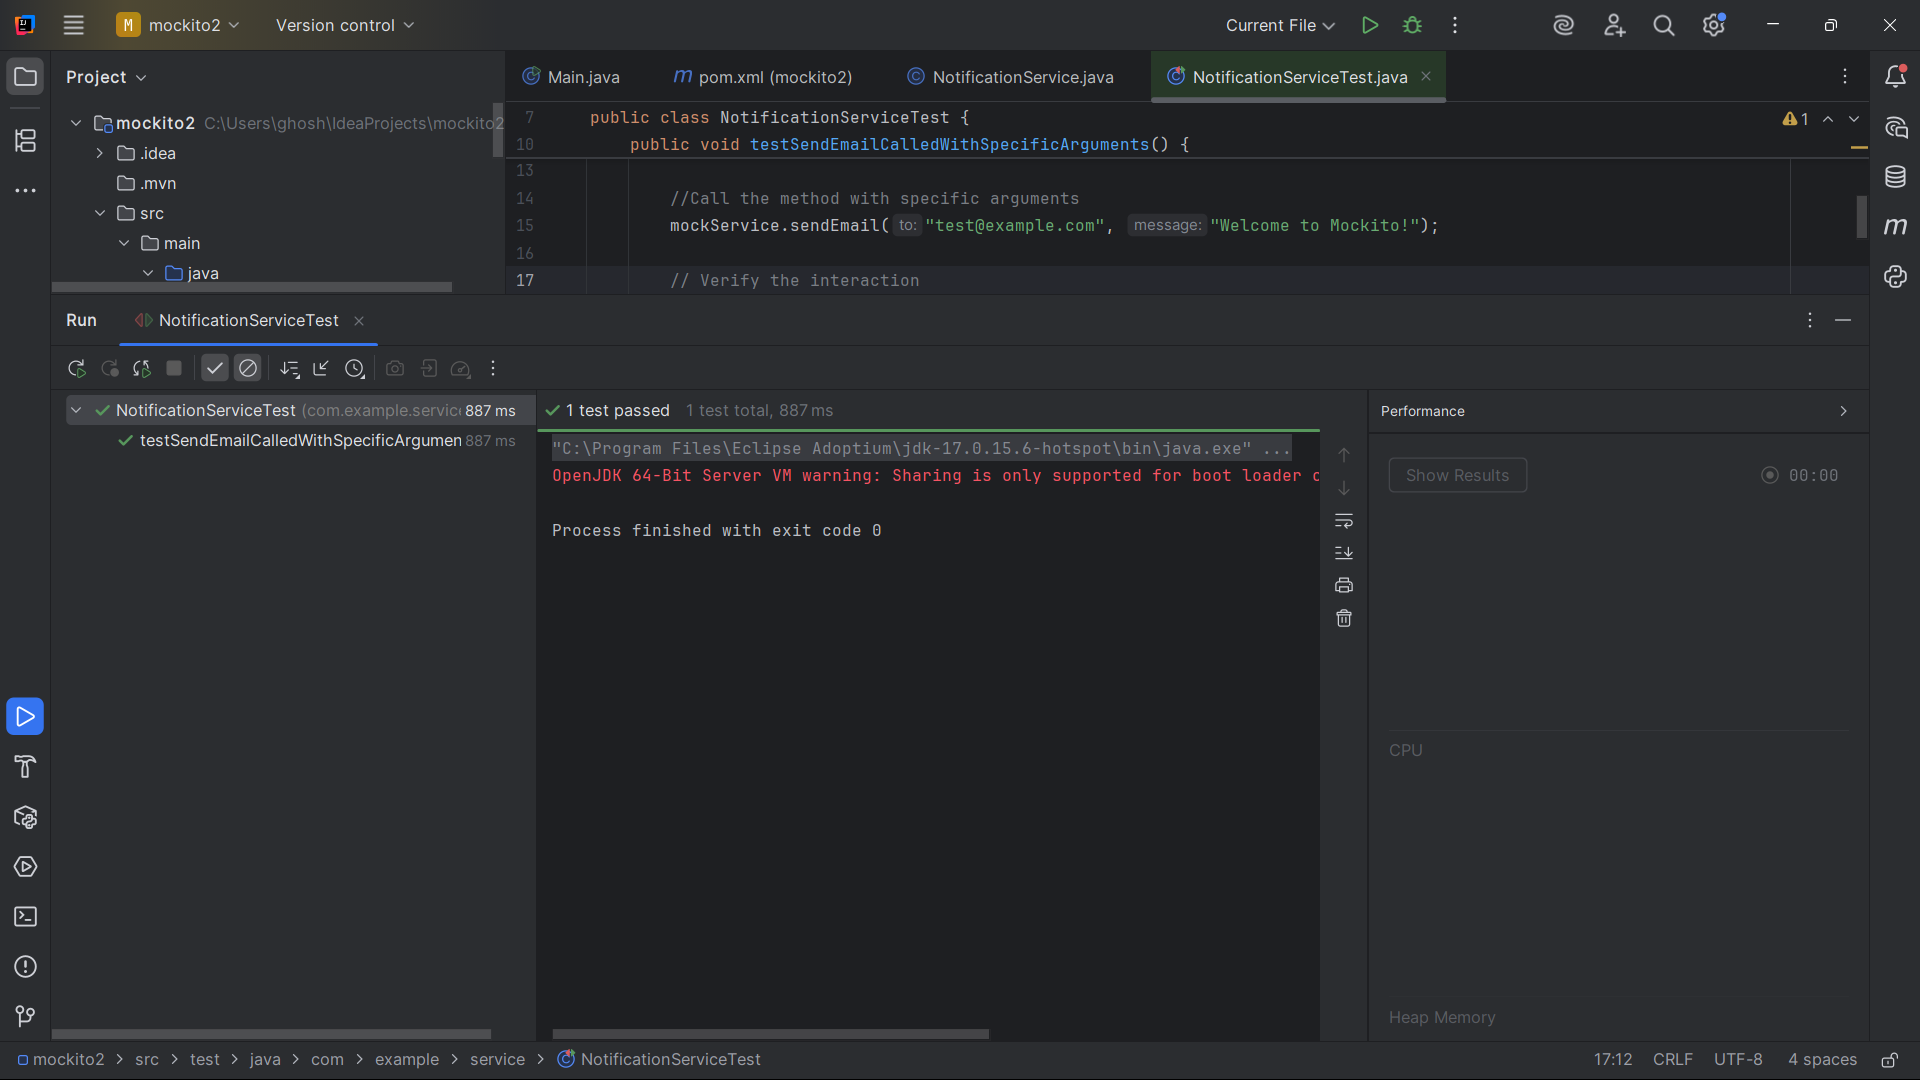 M mockito2 Version control Current File
Project
mockito2 C:\Users\ghosh\IdeaProjects\mockito2
.idea
.mvn
src
main
java
Main.java
m pom.xml (mockito2)
NotificationService.java
NotificationServiceTest.java
7 public class NotificationServiceTest {
10 public void testSendEmailCalledWithSpecificArguments() {
1
13
14 //Call the method with specific arguments
15 mockService.sendEmail( to: "test@example.com", message: "Welcome to Mockito!");
16
17 // Verify the interaction
Run NotificationServiceTest
NotificationServiceTest (com.example.servic 887 ms
testSendEmailCalledWithSpecificArgumen 887 ms
1 test passed 1 test total, 887 ms
"C:\Program Files\Eclipse Adoptium\jdk-17.0.15.6-hotspot\bin\java.exe" ...
OpenJDK 64-Bit Server VM warning: Sharing is only supported for boot loader c
Process finished with exit code 0
Performance
Show Results 00:00
CPU
Heap Memory
mockito2 > src > test > java > com > example > service > NotificationServiceTest
17:12 CRLF UTF-8 4 spaces